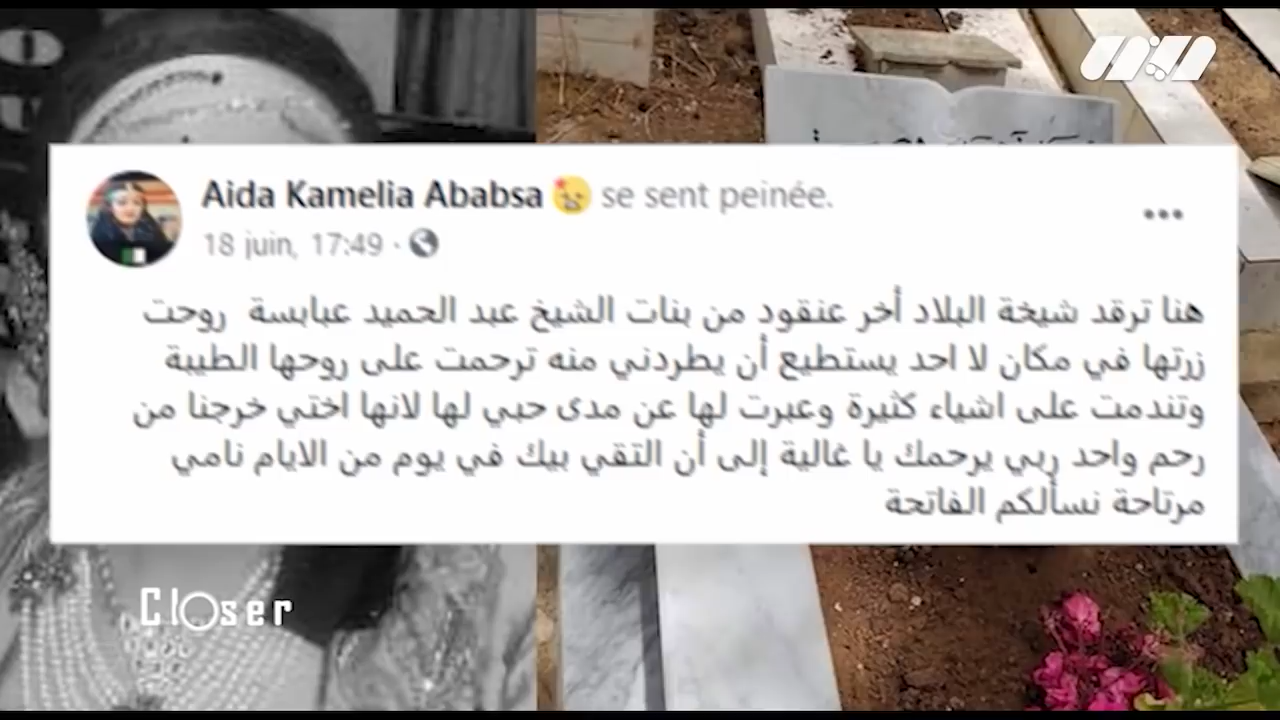 Aida Kamelia Ababsa se sent peinée.
18 juin, 17:49 ·
هنا ترقد شيخة البلاد أخر عنقود من بنات الشيخ عبد الحميد عبابسة روحت
زرتها في مكان لا احد يستطيع أن يطردني منه ترحمت على روحها الطيبة
وتندمت على اشياء كثيرة وعبرت لها عن مدى حبي لها لانها اختي خرجنا من
رحم واحد ربي يرحمك يا غالية إلى أن التقي بيك في يوم من الايام نامي
مرتاحة نسألكم الفاتحة
Closer